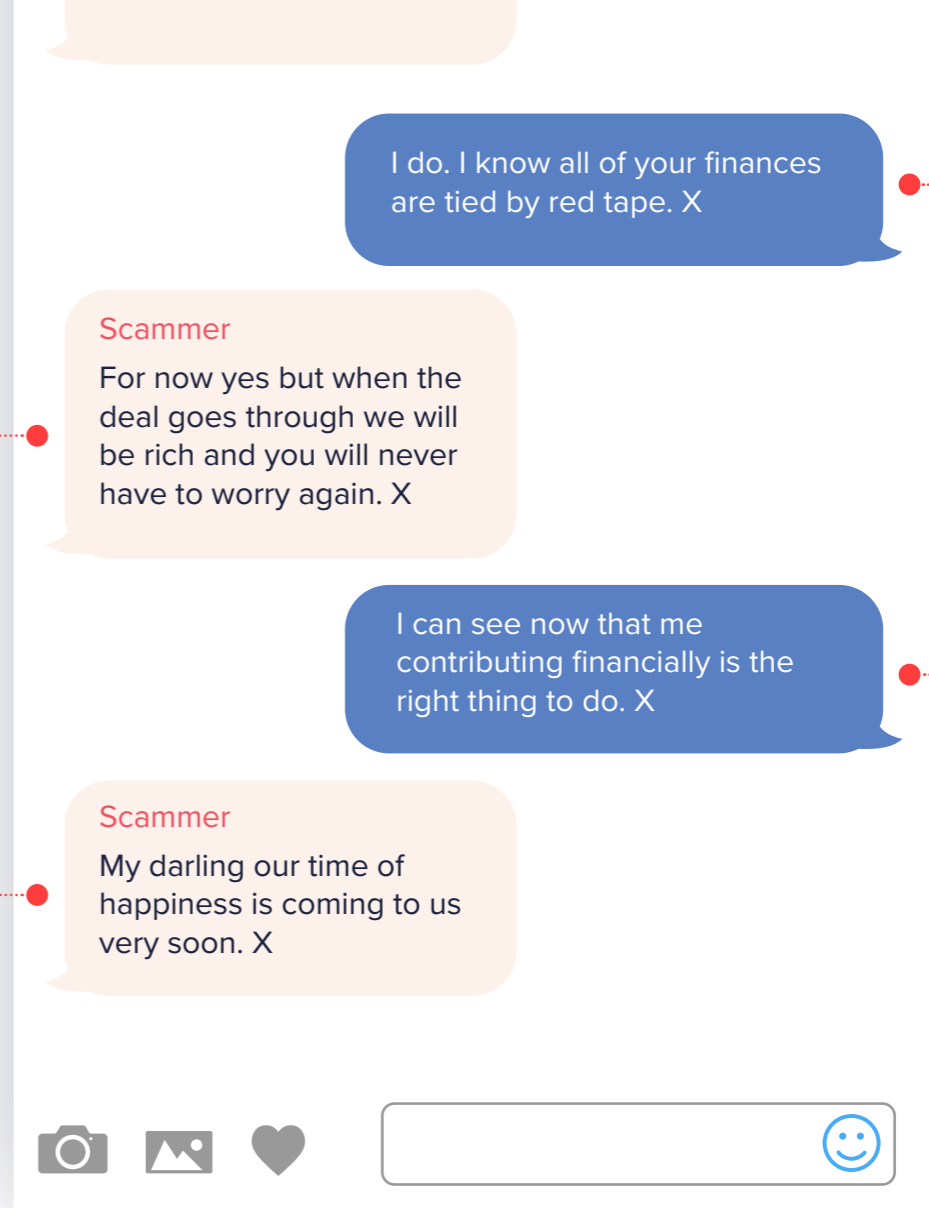 I do. I know all of your finances
are tied by red tape. X
Scammer
For now yes but when the
deal goes through we will
be rich and you will never
have to worry again. X
I can see now that me
contributing financially is the
right thing to do. X
Scammer
My darling our time of
happiness is coming to us
very soon. X